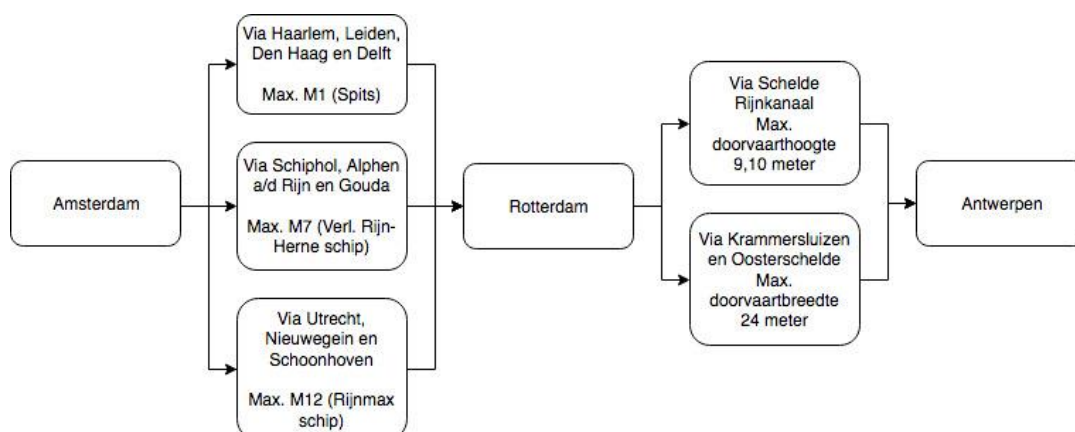 Amsterdam
Via Haarlem, Leiden,
Den Haag en Delft
Max. M1 (Spits)
Via Schiphol, Alphen
a/d Rijn en Gouda
Max. M7 (Verl. Rijn-
Herne schip)
Via Utrecht,
Nieuwegein en
Schoonhoven
Max. M12 (Rijnmax
schip)
Rotterdam
Via Schelde
Rijnkanaal
Max.
doorvaarthoogte
9,10 meter
Via Krammersluizen
en Oosterschelde
Max.
doorvaartbreedte
24 meter
Antwerpen